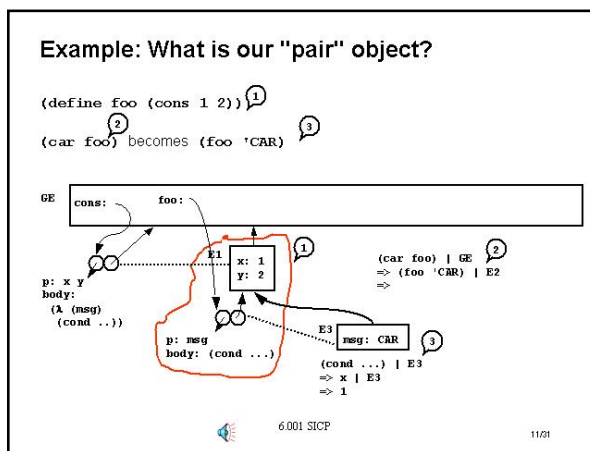 Example: What is our "pair" object?
(define foo (cons 1 2)) 1
2
(car foo) becomes (foo 'CAR) 3
GE
cons:
foo:
p: x y
body:
(λ (msg)
(cond ..))
E1
x: 1
y: 2
1
p: msg
body: (cond ...)
(car foo) | GE 2
=> (foo 'CAR) | E2
=>
E3
msg: CAR
3
(cond ...) | E3
=> x | E3
=> 1
6.001 SICP
11/31